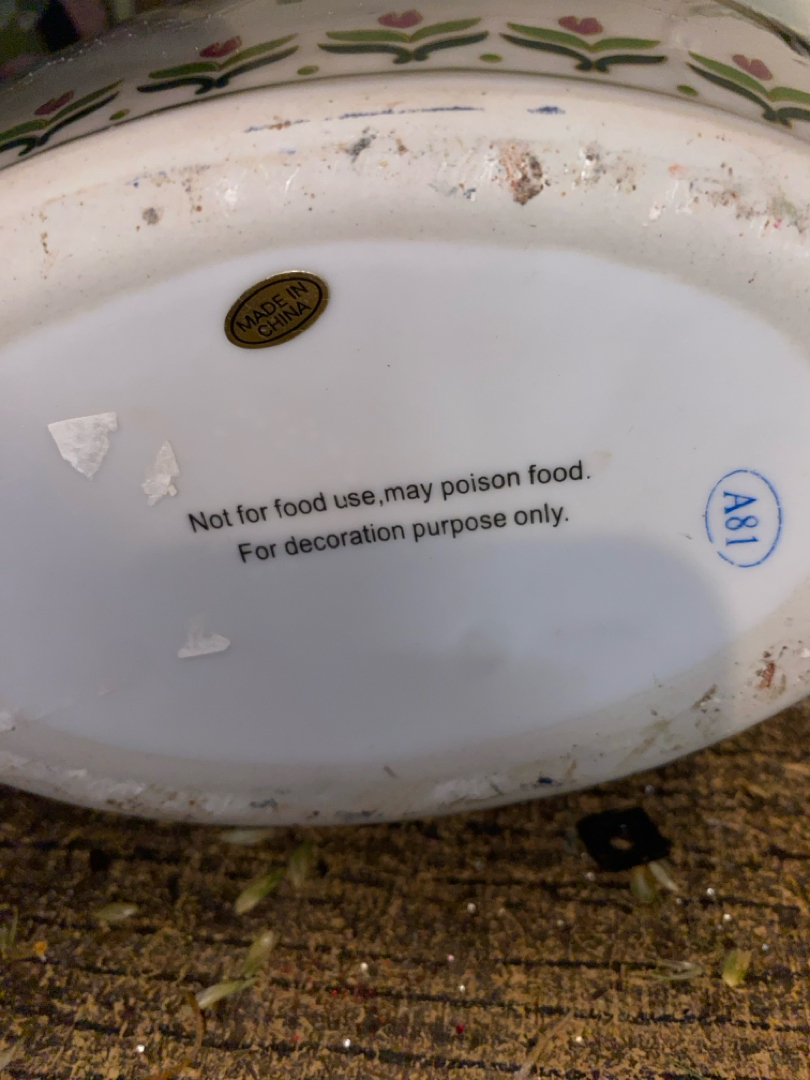 MADE IN
CHINA
Not for food use,may poison food.
For decoration purpose only.
A81